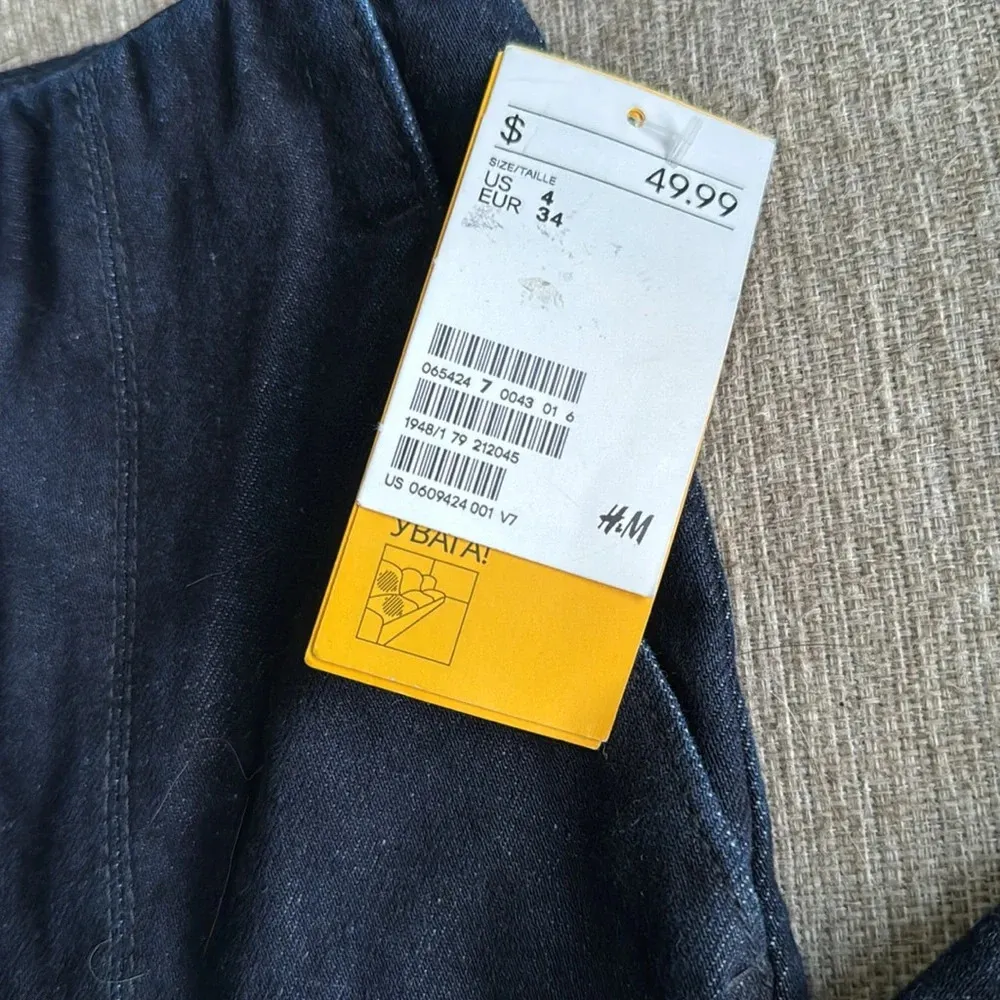 $ 49.99
SIZE/TAILLE
US 4
EUR 34
065424 7 0043 01 6
1948/1 79 212045
US 0609424 001 V7
H&M
УВАГА!